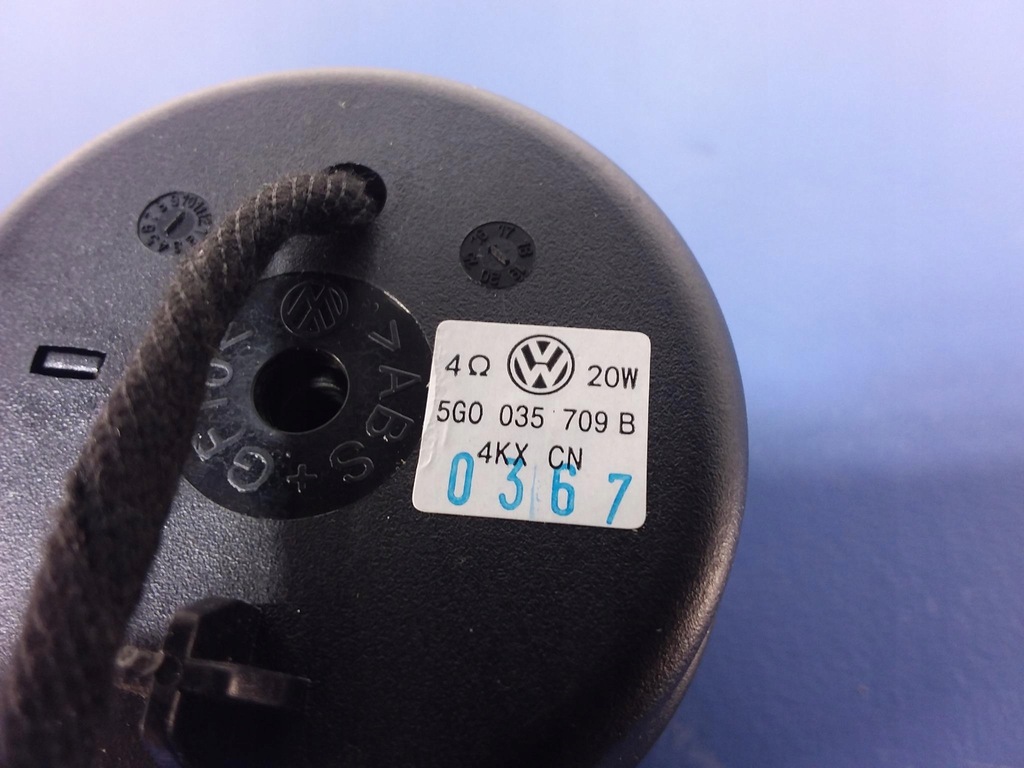 4Ω 20W
5G0 035 709 B
4KX CN
0367
>ABS+GF10<